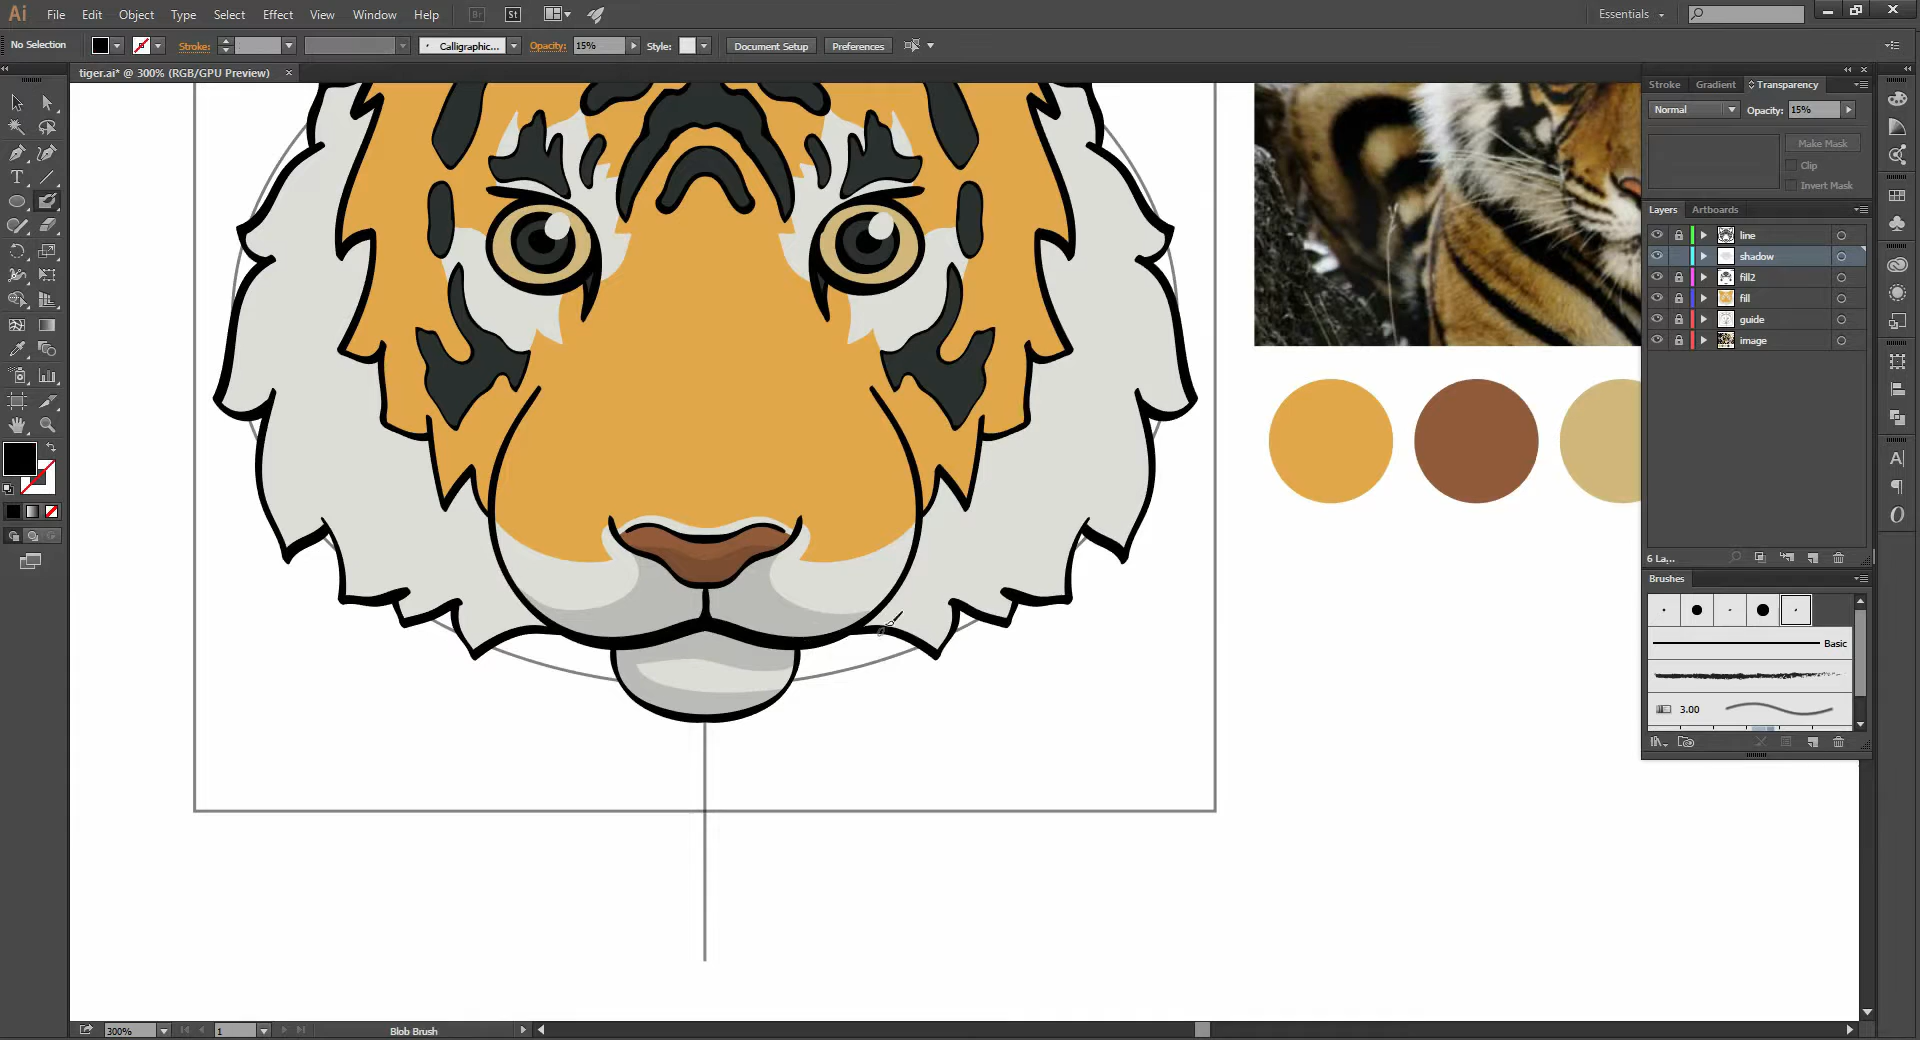 Ai File Edit Object Type Select Effect View Window Help Br St Essentials
No Selection Stroke: Calligraphic... Opacity: 15% Style: Document Setup Preferences
tiger.ai* @ 300% (RGB/GPU Preview)
Stroke Gradient Transparency
Normal Opacity: 15%
Make Mask
Clip
Invert Mask
Layers Artboards
line
shadow
fill2
fill
guide
image
6 La...
Brushes
Basic
3.00
300% 1 Blob Brush